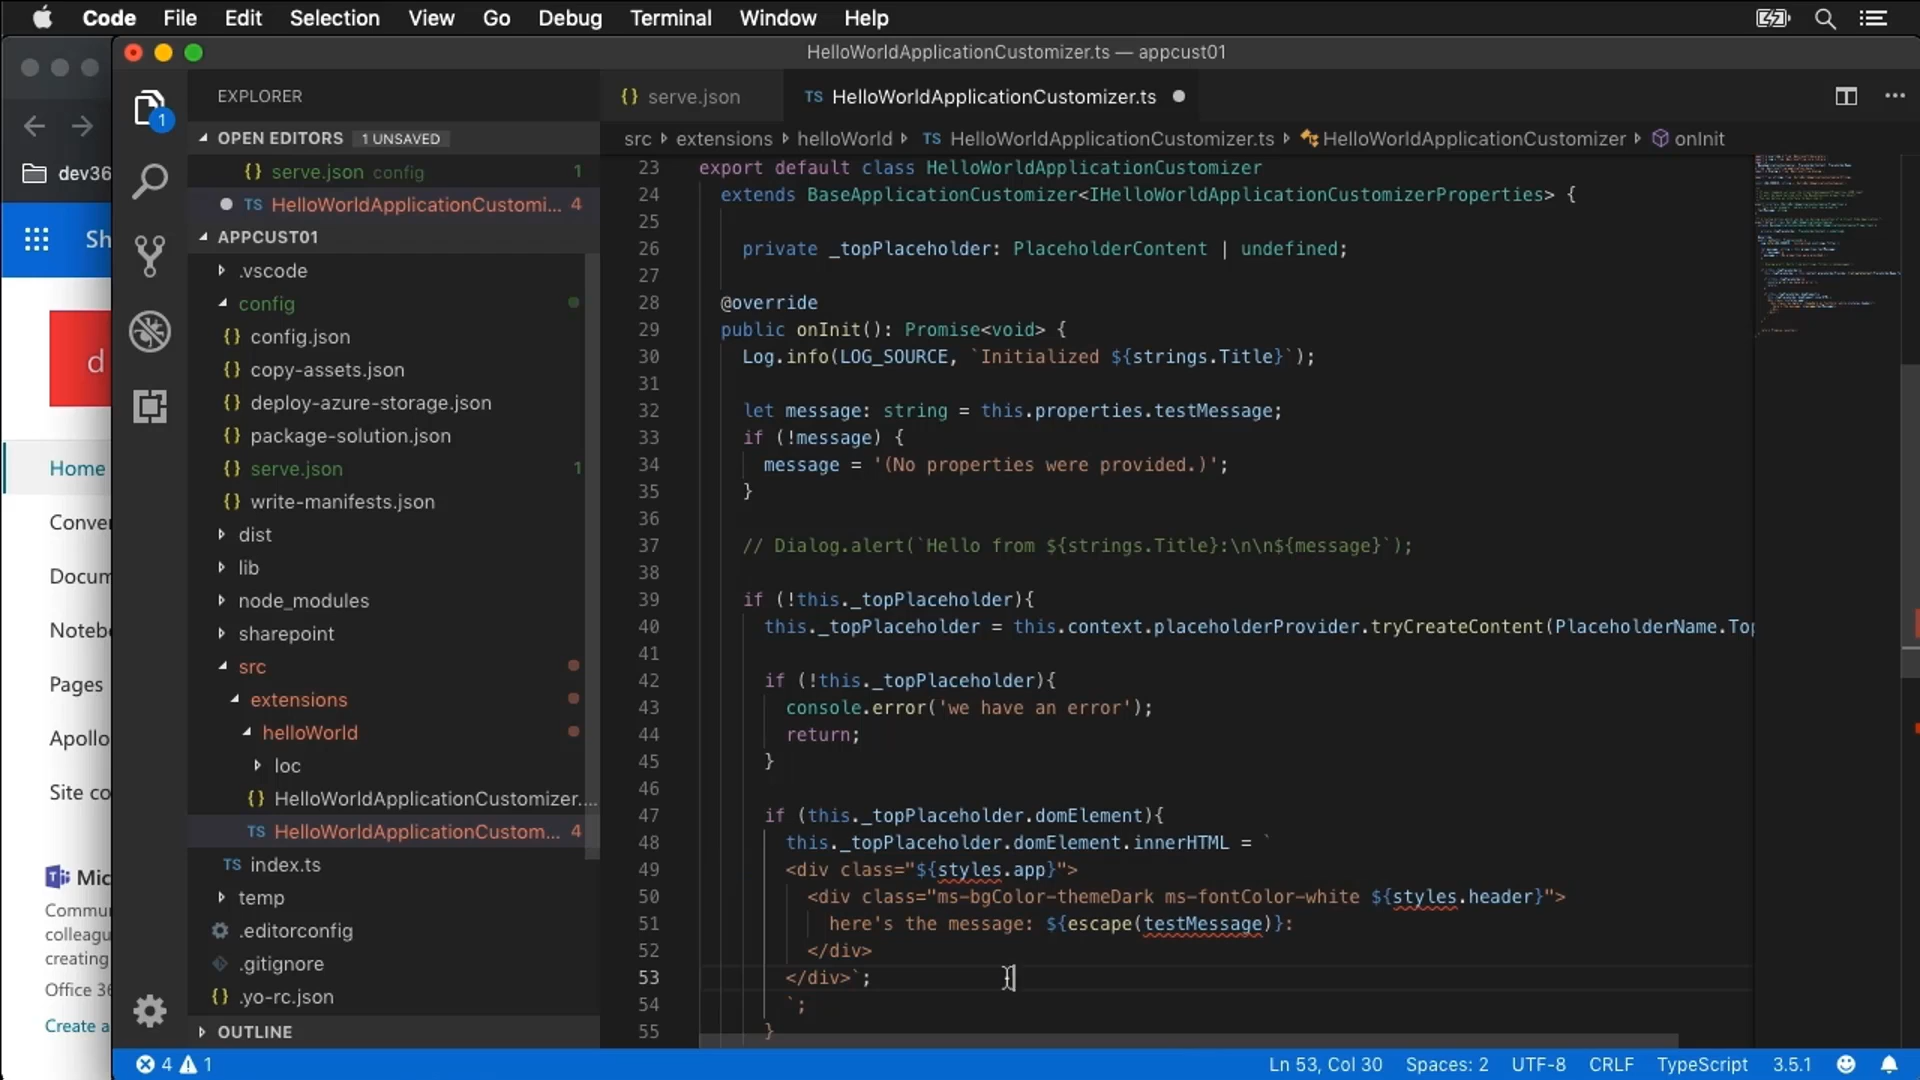 Code File Edit Selection View Go Debug Terminal Window Help
HelloWorldApplicationCustomizer.ts — appcust01
dev36
Sh
d
Home
Conver
Docum
Notebo
Pages
Apollo
Site co
Mic
Commu
colleagu
creating
Office 36
Create a
1
EXPLORER
OPEN EDITORS 1 UNSAVED
{} serve.json config 1
TS HelloWorldApplicationCustomi... 4
APPCUST01
.vscode
config
{} config.json
{} copy-assets.json
{} deploy-azure-storage.json
{} package-solution.json
{} serve.json 1
{} write-manifests.json
dist
lib
node_modules
sharepoint
src
extensions
helloWorld
loc
{} HelloWorldApplicationCustomizer....
TS HelloWorldApplicationCustom... 4
TS index.ts
temp
.editorconfig
.gitignore
{} .yo-rc.json
OUTLINE
{} serve.json TS HelloWorldApplicationCustomizer.ts
src extensions helloWorld TS HelloWorldApplicationCustomizer.ts HelloWorldApplicationCustomizer onInit
23 export default class HelloWorldApplicationCustomizer
24 extends BaseApplicationCustomizer<IHelloWorldApplicationCustomizerProperties> {
25
26 private _topPlaceholder: PlaceholderContent | undefined;
27
28 @override
29 public onInit(): Promise<void> {
30 Log.info(LOG_SOURCE, `Initialized ${strings.Title}`);
31
32 let message: string = this.properties.testMessage;
33 if (!message) {
34 message = '(No properties were provided.)';
35 }
36
37 // Dialog.alert(`Hello from ${strings.Title}:\n\n${message}`);
38
39 if (!this._topPlaceholder){
40 this._topPlaceholder = this.context.placeholderProvider.tryCreateContent(PlaceholderName.Top
41
42 if (!this._topPlaceholder){
43 console.error('we have an error');
44 return;
45 }
46
47 if (this._topPlaceholder.domElement){
48 this._topPlaceholder.domElement.innerHTML = `
49 <div class="${styles.app}">
50 <div class="ms-bgColor-themeDark ms-fontColor-white ${styles.header}">
51 here's the message: ${escape(testMessage)}:
52 </div>
53 </div>`;
54 `;
55 }
4 1 Ln 53, Col 30 Spaces: 2 UTF-8 CRLF TypeScript 3.5.1